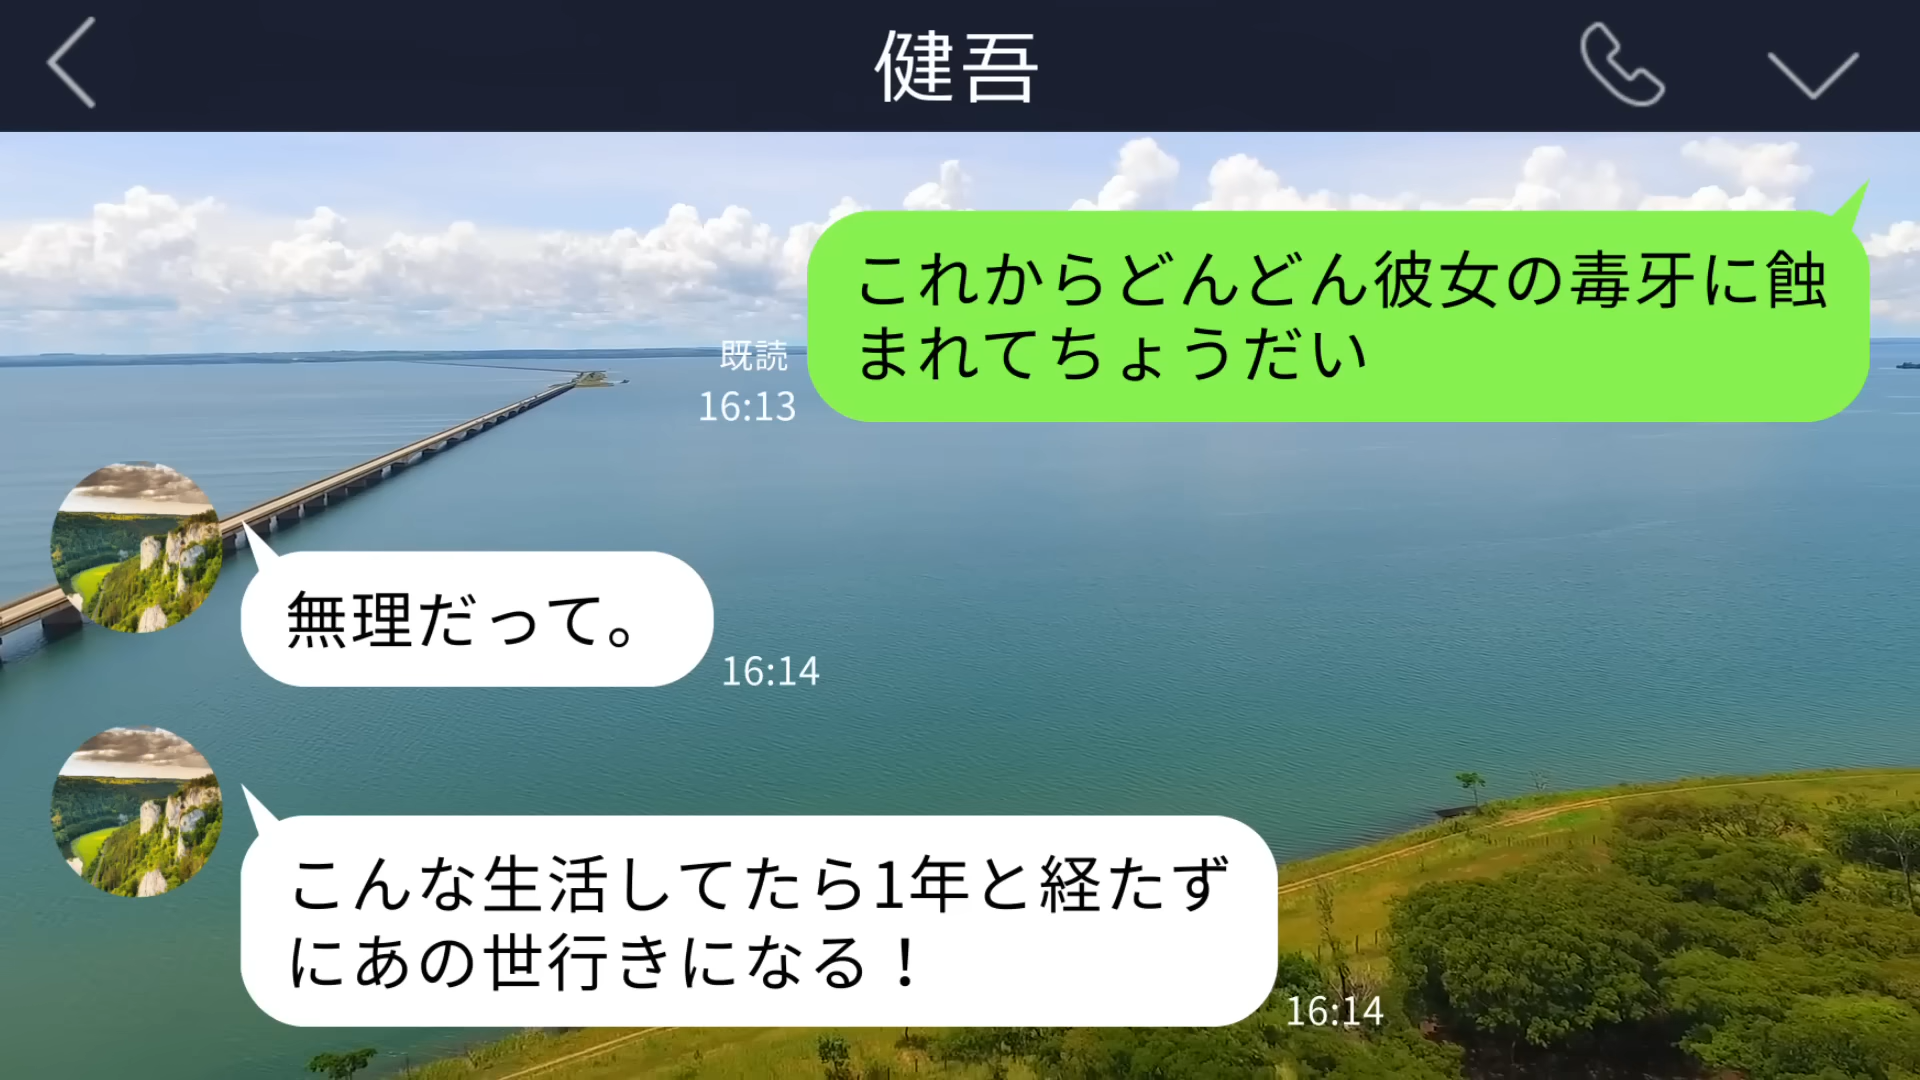 健吾
これからどんどん彼女の毒牙に蝕
まれてちょうだい
既読
16:13
無理だって。
16:14
こんな生活してたら1年と経たず
にあの世行きになる！
16:14